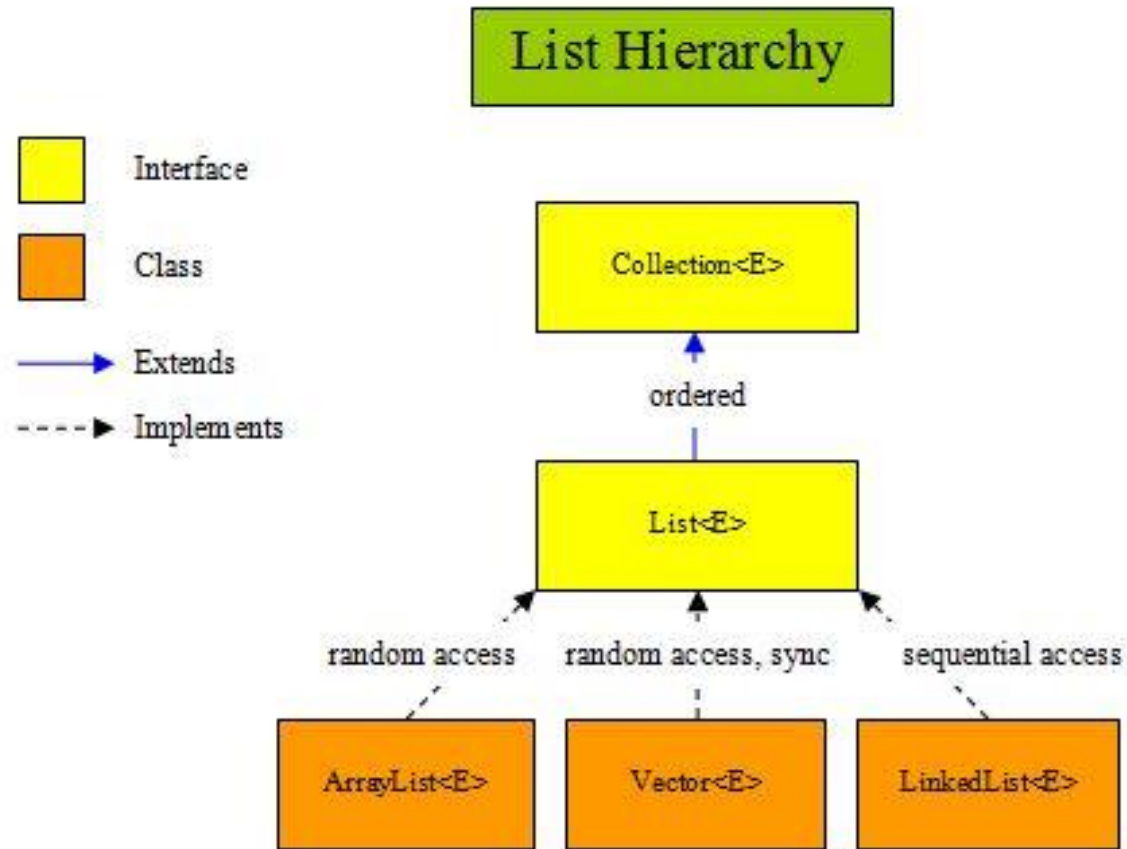 List Hierarchy
Interface
Class
Extends
Implements
Collection<E>
ordered
List<E>
random access
random access, sync
sequential access
ArrayList<E>
Vector<E>
LinkedList<E>